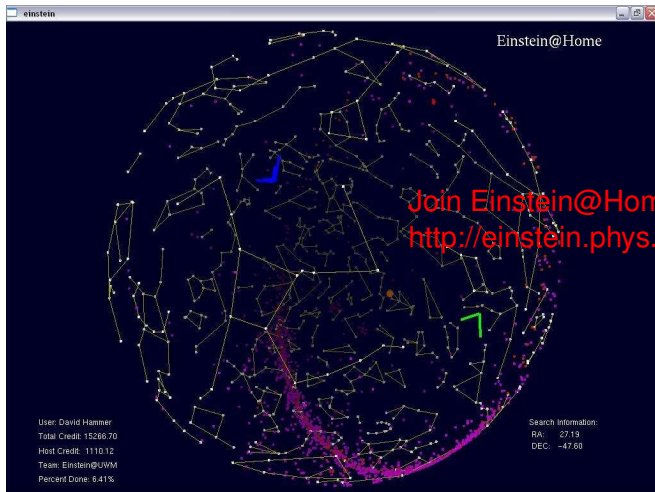 einstein
Einstein@Home
Join Einstein@Hom
http://einstein.phys.
User: David Hammer
Total Credit: 15266.70
Host Credit: 1110.12
Team: Einstein@UWM
Percent Done: 6.41%
Search Information:
RA: 27.19
DEC: -47.60